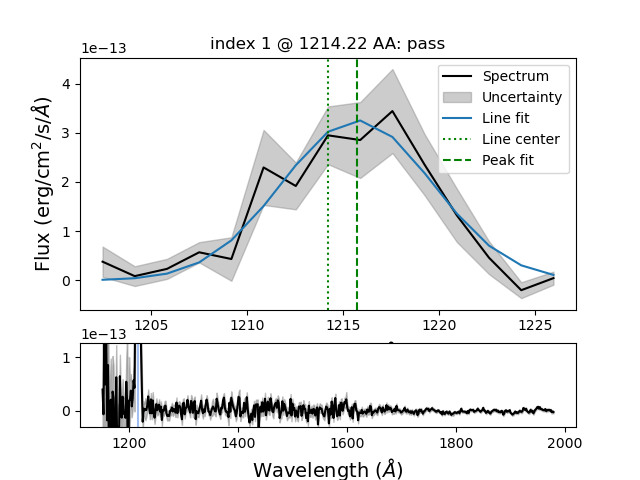 index 1 @ 1214.22 AA: pass
1e−13
Flux (erg/cm²/s/Å)
4
3
2
1
0
Spectrum
Uncertainty
Line fit
Line center
Peak fit
1205 1210 1215 1220 1225
1e−13
1
0
1200 1400 1600 1800 2000
Wavelength (Å)